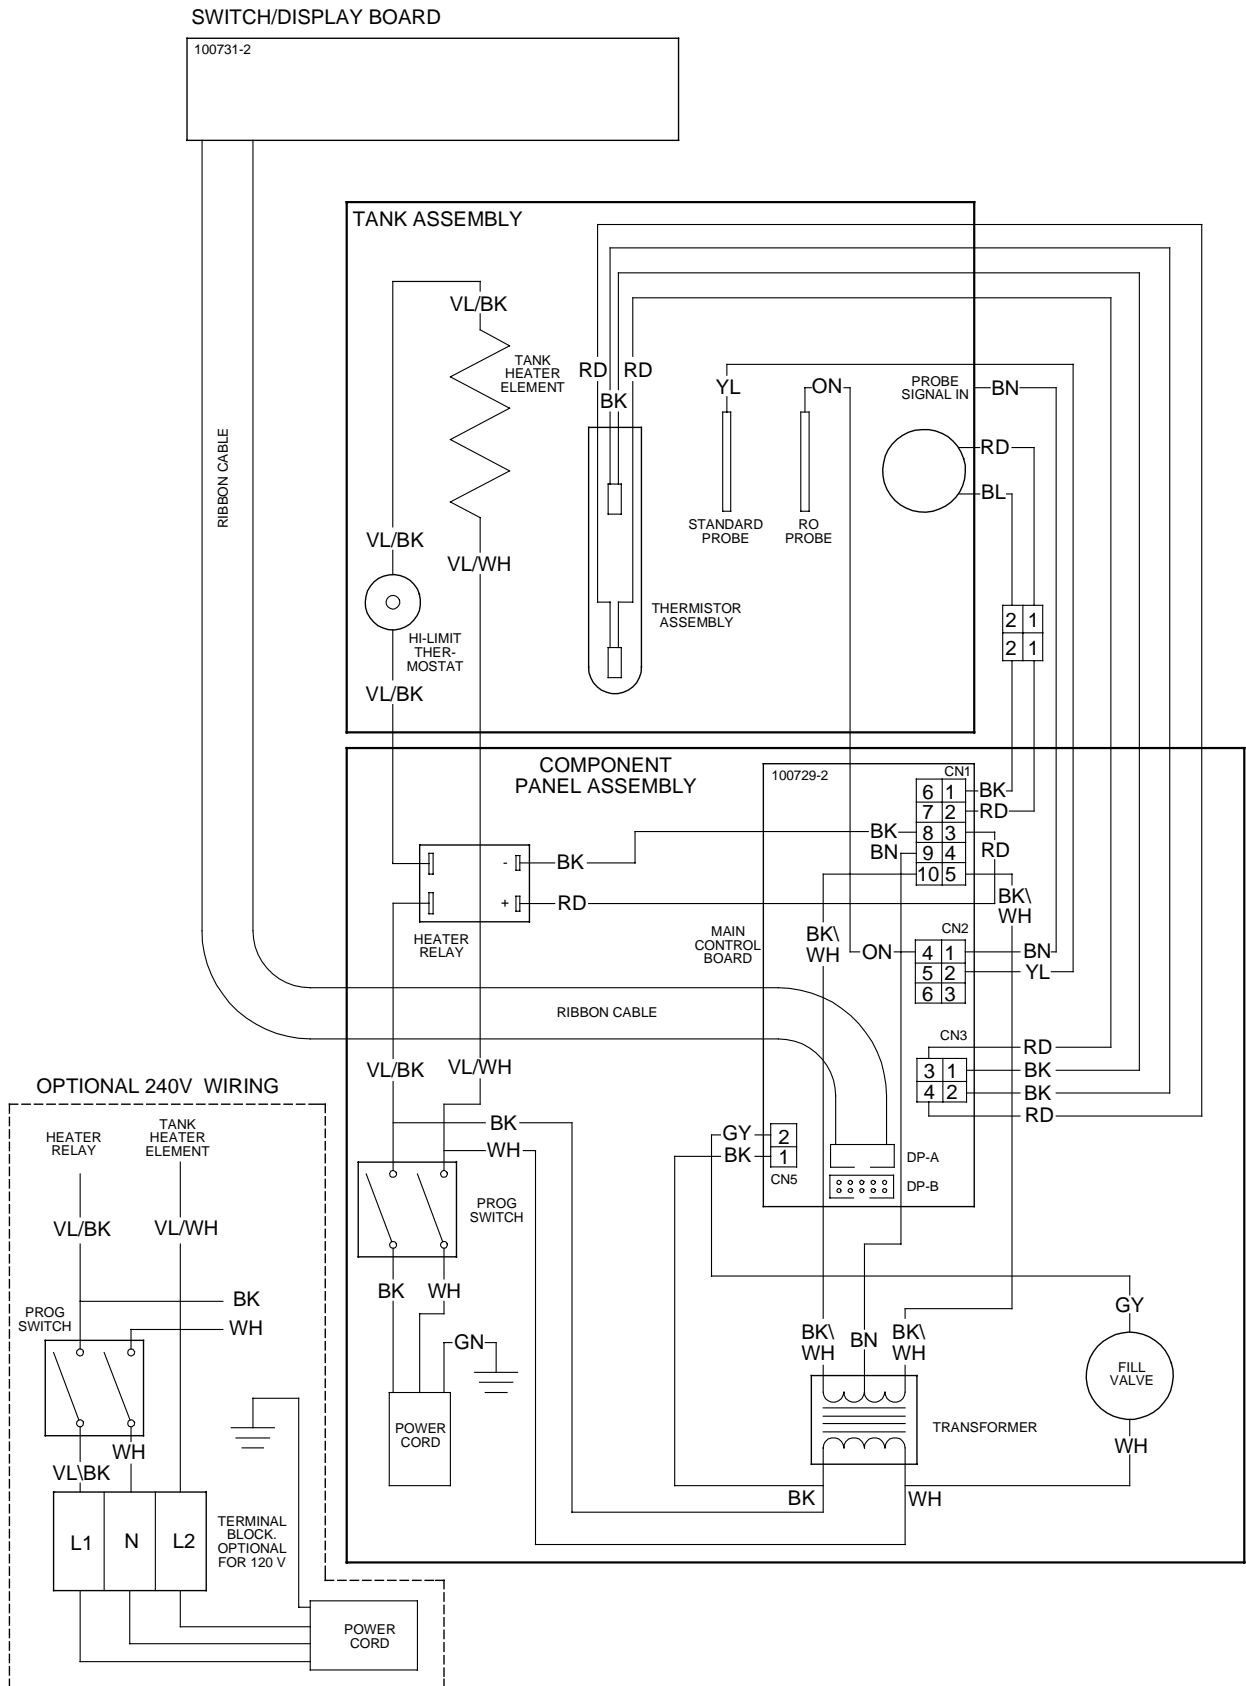 SWITCH/DISPLAY BOARD
100731-2
TANK ASSEMBLY
VL/BK
TANK
HEATER
ELEMENT
RD
RD
BK
YL
ON
PROBE
SIGNAL IN
BN
RD
BL
RIBBON CABLE
STANDARD
PROBE
RO
PROBE
VL/BK
VL/WH
THERMISTOR
ASSEMBLY
2 1
2 1
HI-LIMIT
THER-
MOSTAT
VL/BK
COMPONENT
PANEL ASSEMBLY
100729-2
CN1
6 1
BK
7 2
RD
BK
8 3
BN
9 4
RD
10 5
- 
BK
+
RD
BK\
WH
HEATER
RELAY
MAIN
CONTROL
BOARD
BK\
WH
ON
CN2
4 1
BN
5 2
YL
6 3
RIBBON CABLE
CN3
RD
3 1
BK
4 2
BK
RD
VL/BK
VL/WH
BK
WH
GY
2
BK
1
CN5
DP-A
DP-B
PROG
SWITCH
BK
WH
GN
POWER
CORD
BK\
WH
BN
BK\
WH
TRANSFORMER
GY
FILL
VALVE
WH
BK
WH
OPTIONAL 240V WIRING
HEATER
RELAY
TANK
HEATER
ELEMENT
VL/BK
VL/WH
BK
WH
PROG
SWITCH
WH
VL\BK
L1
N
L2
TERMINAL
BLOCK.
OPTIONAL
FOR 120 V
POWER
CORD